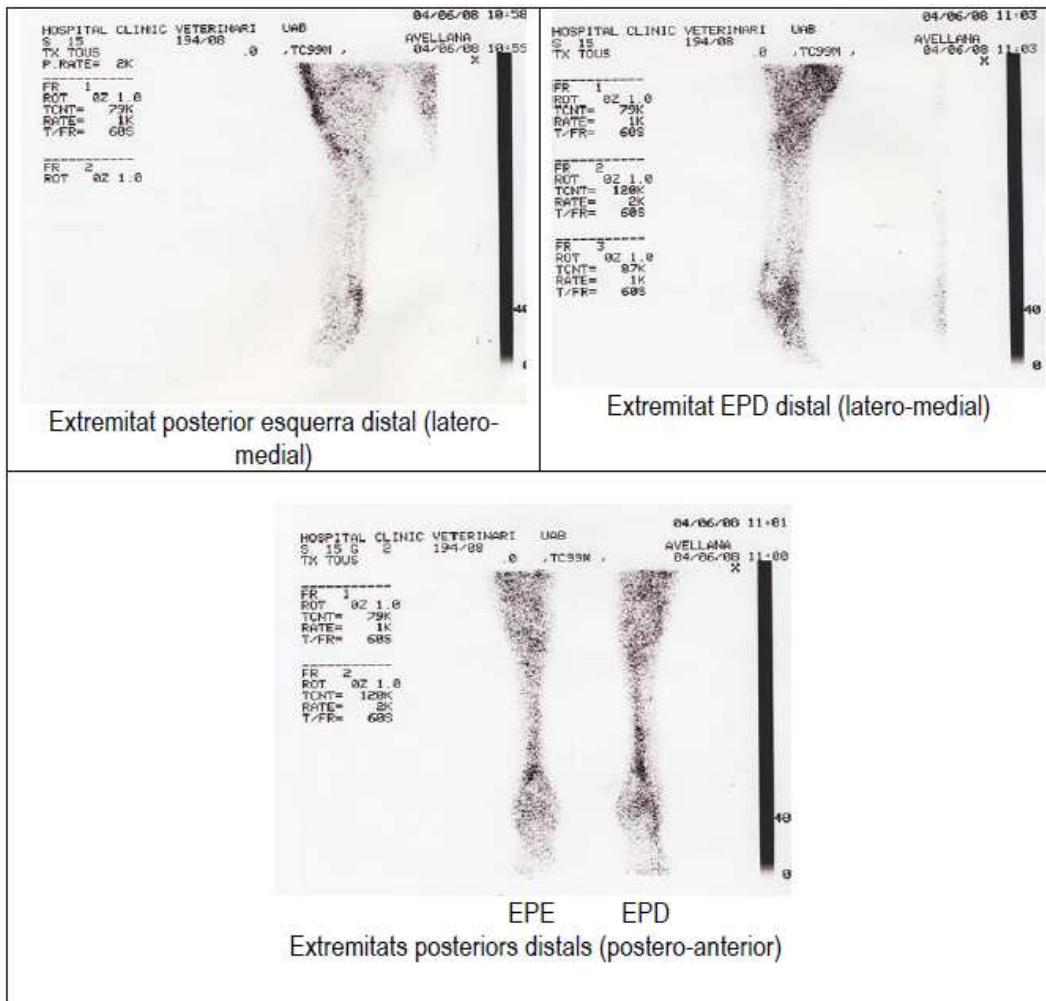 04/06/08 10:58
HOSPITAL CLINIC VETERINARI UAB
S 15 194/08 AVELLANA
TX TOUS .0 ,TC99M , 04/06/08 10:55
P.RATE= 2K X
FR 1
ROT 0Z 1.0
TCNT= 79K
RATE= 1K
T/FR= 60S
FR 2
ROT 0Z 1.0
40
0
Extremitat posterior esquerra distal (latero-
medial)
04/06/08 11:03
HOSPITAL CLINIC VETERINARI UAB
S 15 194/08 AVELLANA
TX TOUS .0 ,TC99M , 04/06/08 11:03
X
FR 1
ROT 0Z 1.0
TCNT= 79K
RATE= 1K
T/FR= 60S
FR 2
ROT 0Z 1.0
TCNT= 120K
RATE= 2K
T/FR= 60S
FR 3
ROT 0Z 1.0
TCNT= 87K
RATE= 1K
T/FR= 60S
40
0
Extremitat EPD distal (latero-medial)
04/06/08 11:01
HOSPITAL CLINIC VETERINARI UAB
S 15 G 2 194/08 AVELLANA
TX TOUS .0 ,TC99M , 04/06/08 11:00
X
FR 1
ROT 0Z 1.0
TCNT= 79K
RATE= 1K
T/FR= 60S
FR 2
ROT 0Z 1.0
TCNT= 120K
RATE= 2K
T/FR= 60S
40
0
EPE EPD
Extremitats posteriors distals (postero-anterior)